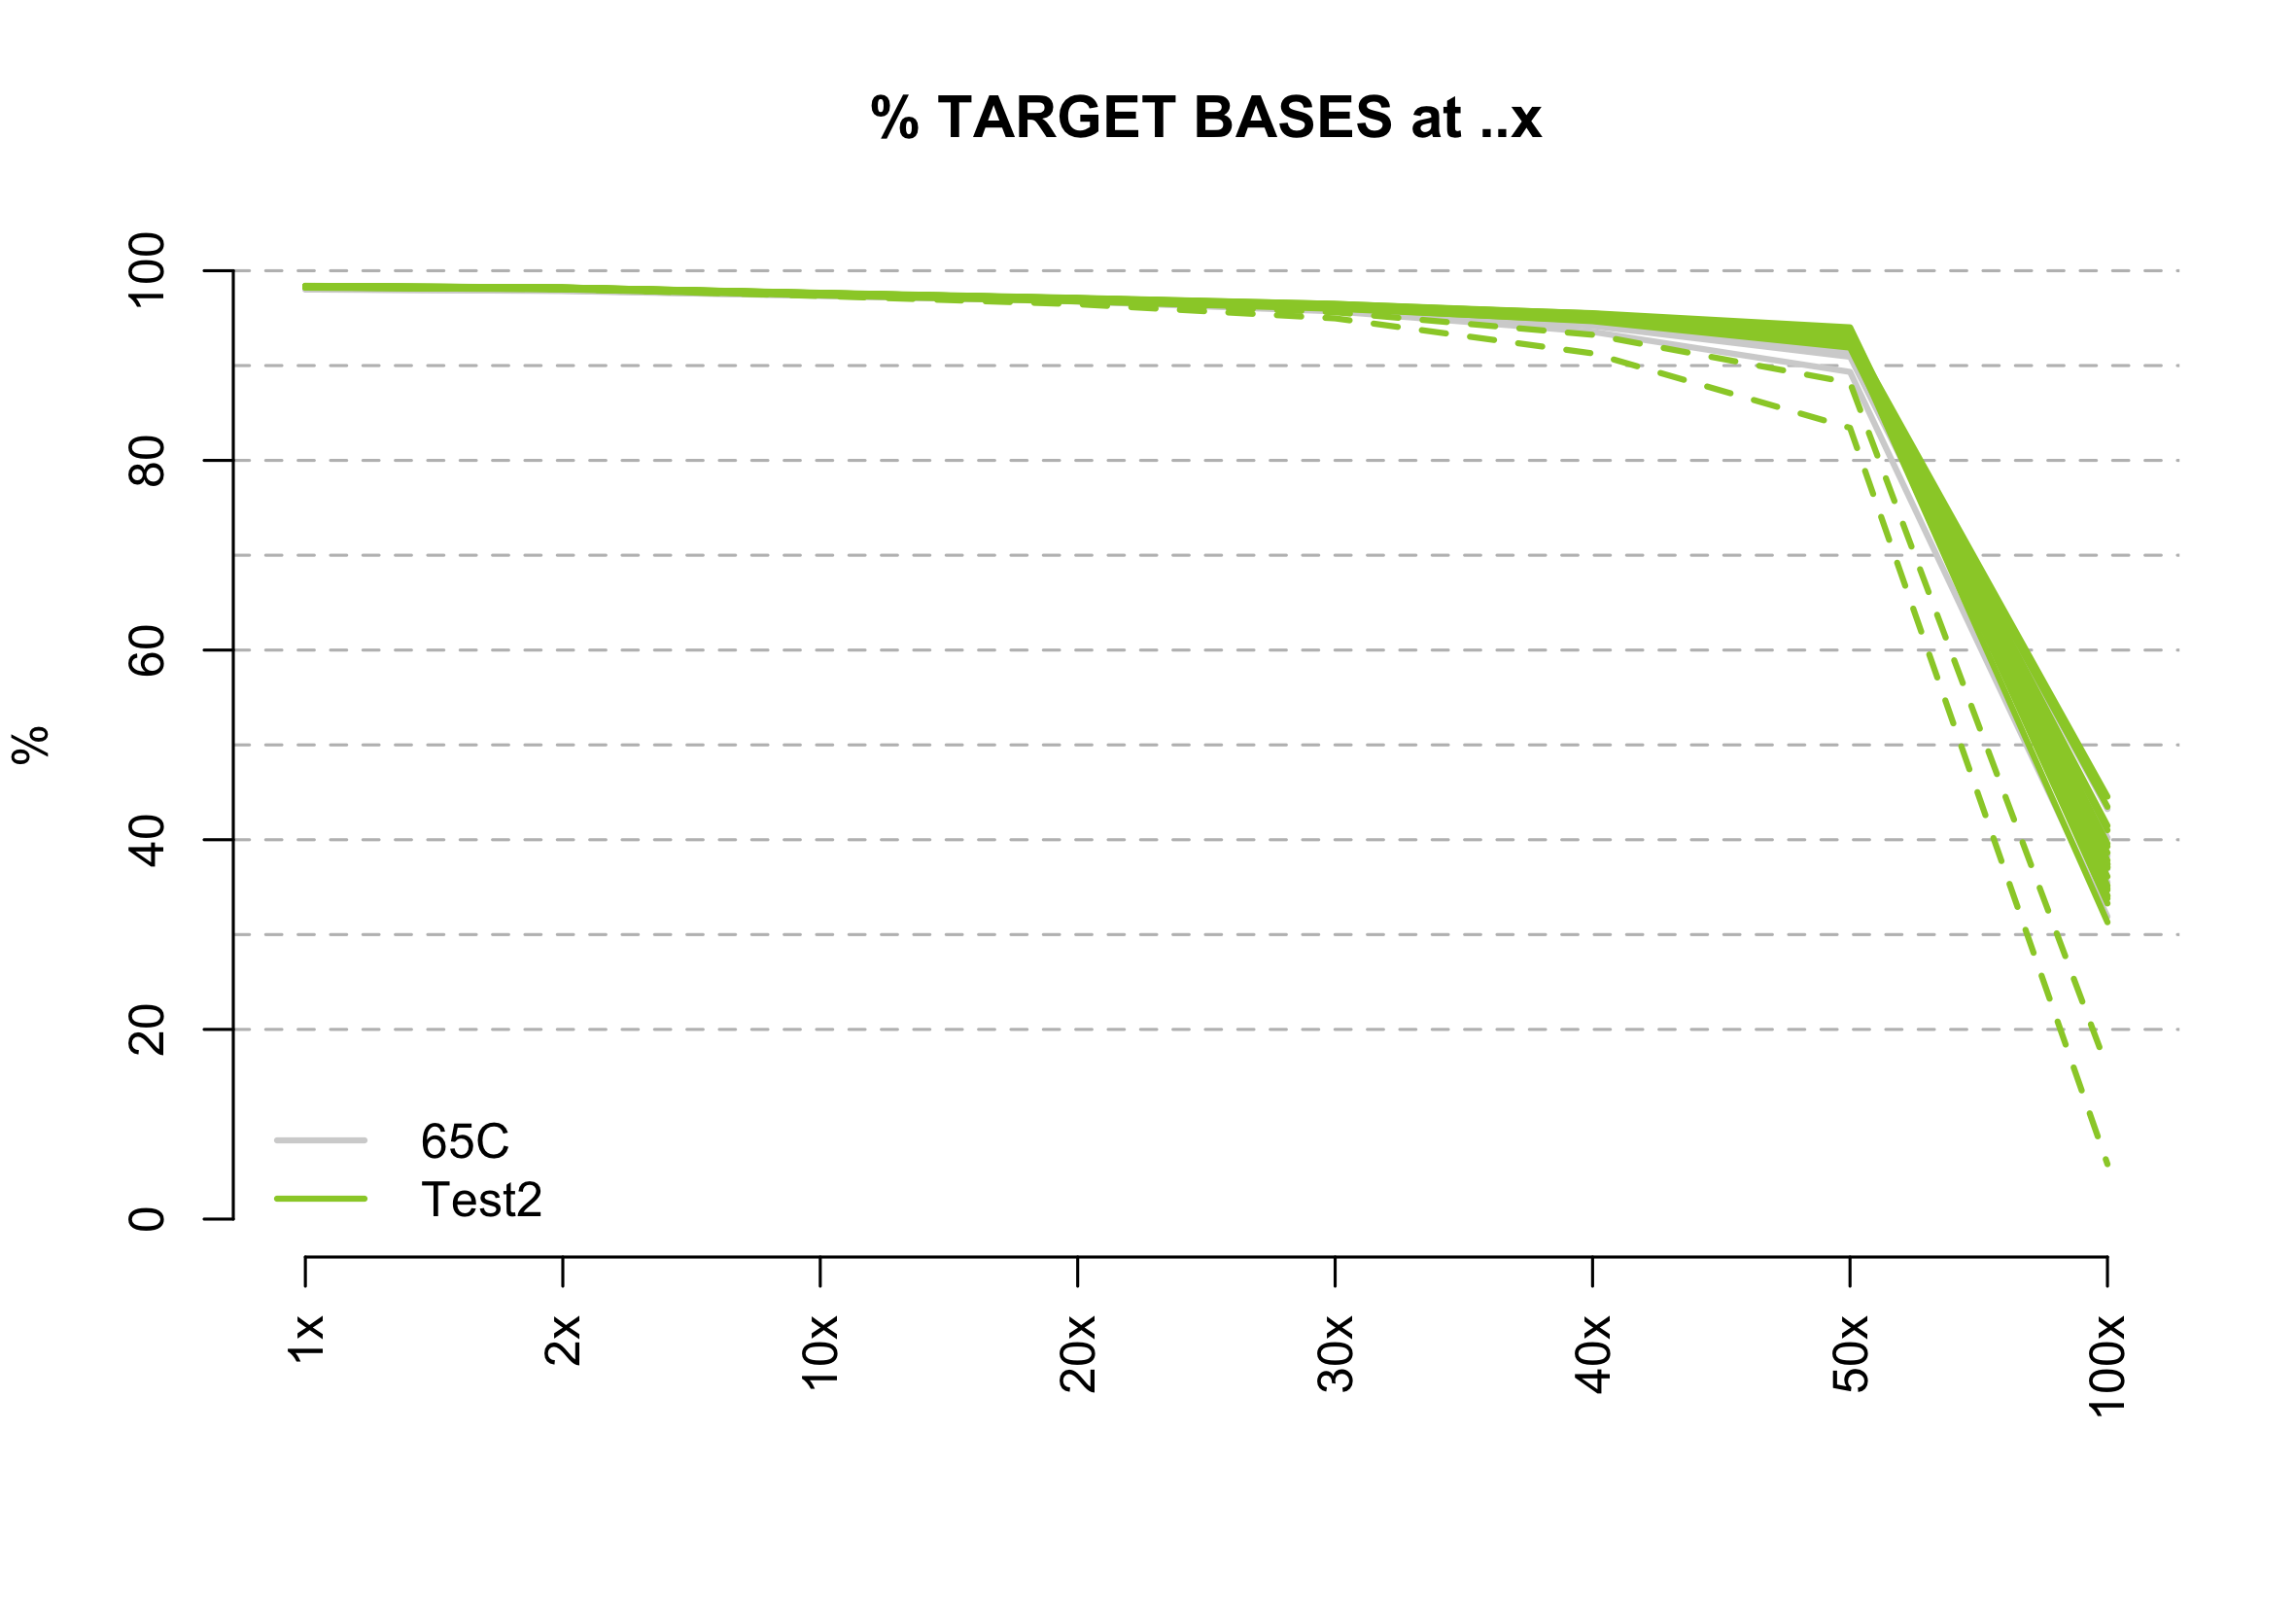 % TARGET BASES at ..x
%
100
80
60
40
20
0
65C
Test2
1x
2x
10x
20x
30x
40x
50x
100x